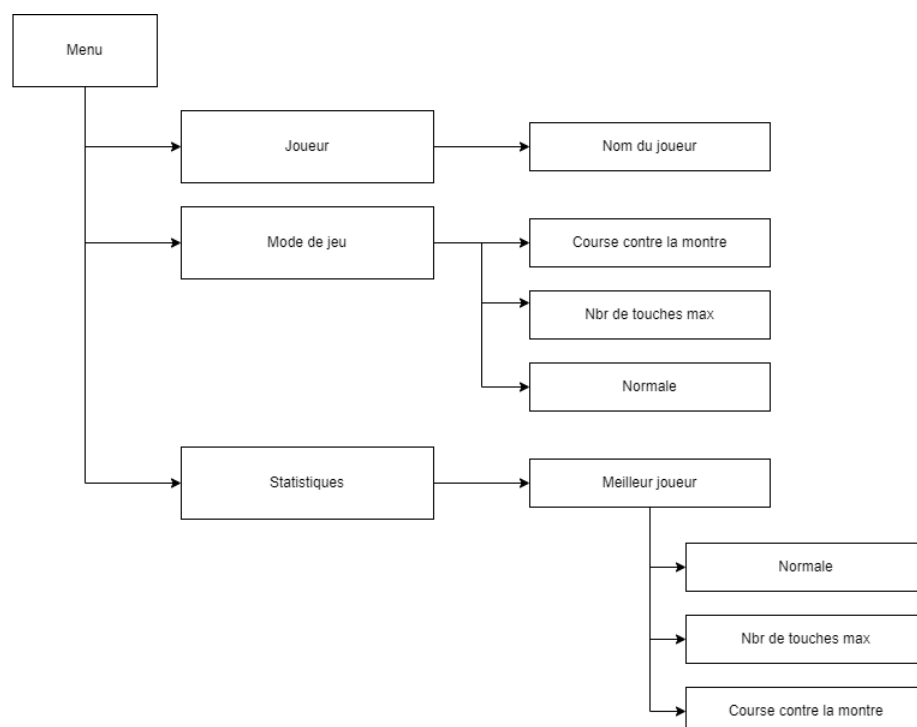 Menu
Joueur
Nom du joueur
Mode de jeu
Course contre la montre
Nbr de touches max
Normale
Statistiques
Meilleur joueur
Normale
Nbr de touches max
Course contre la montre